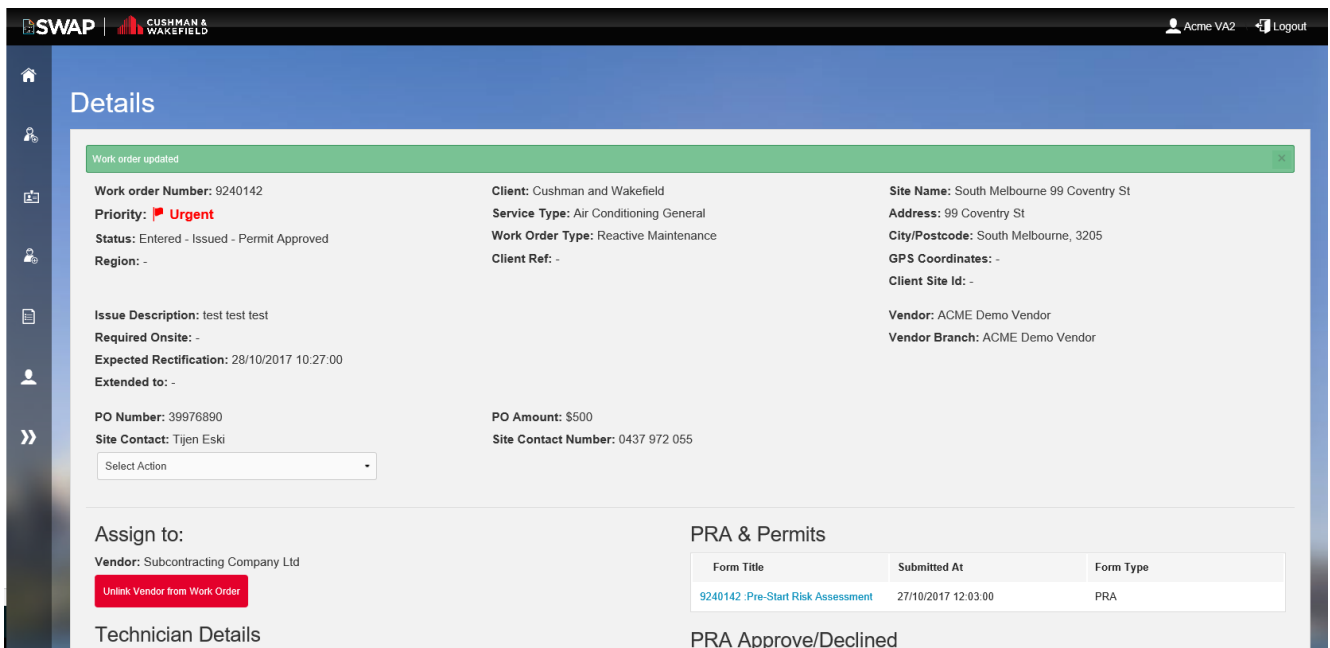 SWAP CUSHMAN & WAKEFIELD Acme VA2 Logout
Details
Work order updated ×
Work order Number: 9240142 Client: Cushman and Wakefield Site Name: South Melbourne 99 Coventry St
Priority: Urgent Service Type: Air Conditioning General Address: 99 Coventry St
Status: Entered - Issued - Permit Approved Work Order Type: Reactive Maintenance City/Postcode: South Melbourne, 3205
Region: - Client Ref: - GPS Coordinates: -
Client Site Id: -
Issue Description: test test test Vendor: ACME Demo Vendor
Required Onsite: - Vendor Branch: ACME Demo Vendor
Expected Rectification: 28/10/2017 10:27:00
Extended to: -
PO Number: 39976890 PO Amount: $500
Site Contact: Tijen Eski Site Contact Number: 0437 972 055
Select Action
Assign to: PRA & Permits
Vendor: Subcontracting Company Ltd Form Title Submitted At Form Type
Unlink Vendor from Work Order 9240142 :Pre-Start Risk Assessment 27/10/2017 12:03:00 PRA
Technician Details PRA Approve/Declined